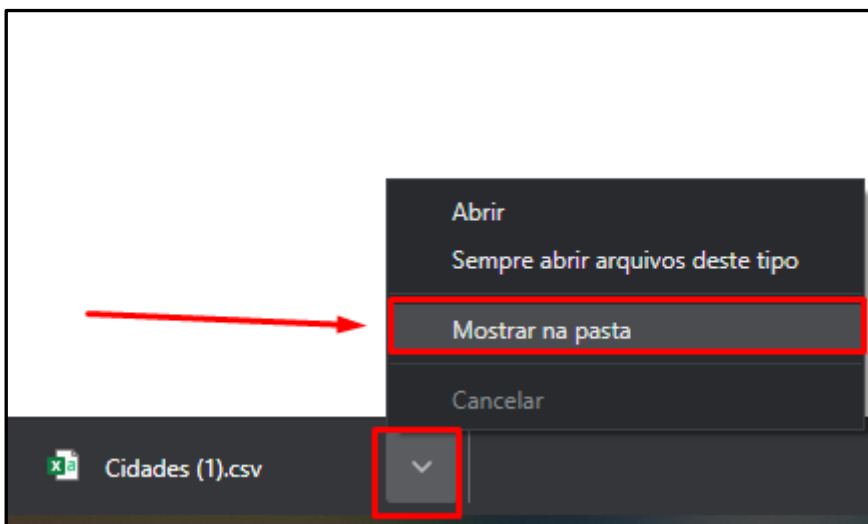 Abrir
Sempre abrir arquivos deste tipo
Mostrar na pasta
Cancelar
Cidades (1).csv